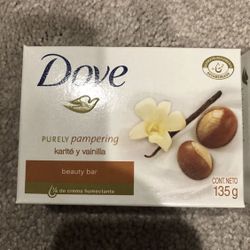 Dove
PURELY pampering
karité y vainilla
beauty bar
¼ de crema humectante
CONT. NETO
135 g